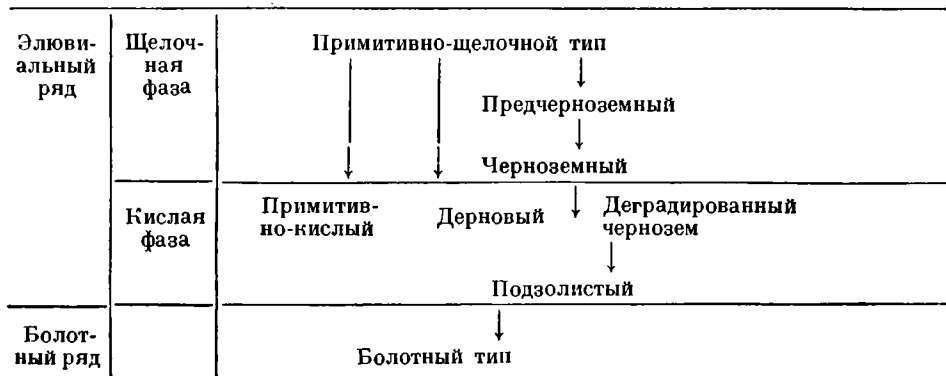 Элюви-
альный
ряд
Щелоч-
ная
фаза
Примитивно-щелочной тип
Предчерноземный
Черноземный
Кислая
фаза
Примитив-
но-кислый
Дерновый
Деградированный
чернозем
Подзолистый
Болот-
ный ряд
Болотный тип